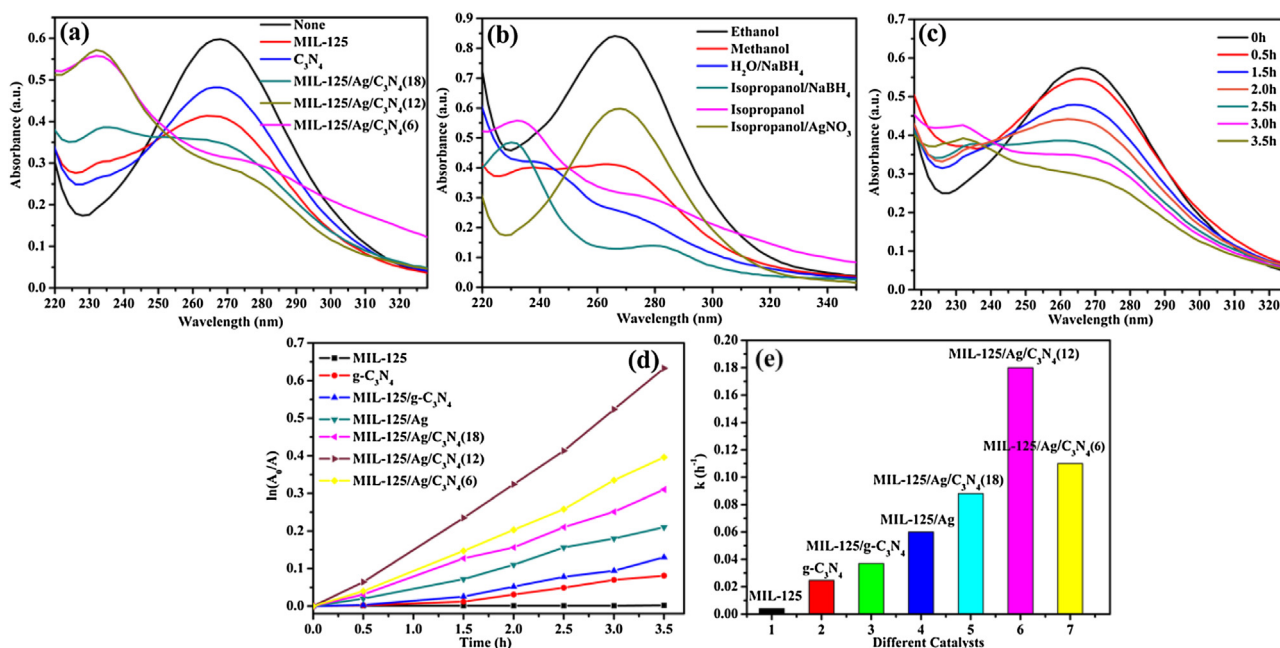 (a)
None
MIL-125
C₃N₄
MIL-125/Ag/C₃N₄(18)
MIL-125/Ag/C₃N₄(12)
MIL-125/Ag/C₃N₄(6)
0.6
0.5
0.4
0.3
0.2
0.1
0.0
Absorbance (a.u.)
220 230 240 250 260 270 280 290 300 310 320
Wavelength (nm)
(b)
Ethanol
Methanol
H₂O/NaBH₄
Isopropanol/NaBH₄
Isopropanol
Isopropanol/AgNO₃
0.9
0.8
0.7
0.6
0.5
0.4
0.3
0.2
0.1
0.0
Absorbance (a.u.)
220 240 260 280 300 320 340
Wavelength (nm)
(c)
0h
0.5h
1.5h
2.0h
2.5h
3.0h
3.5h
0.7
0.6
0.5
0.4
0.3
0.2
0.1
0.0
Absorbance (a.u.)
220 230 240 250 260 270 280 290 300 310 320
Wavelength (nm)
(d)
MIL-125
g-C₃N₄
MIL-125/g-C₃N₄
MIL-125/Ag
MIL-125/Ag/C₃N₄(18)
MIL-125/Ag/C₃N₄(12)
MIL-125/Ag/C₃N₄(6)
0.7
0.6
0.5
0.4
0.3
0.2
0.1
0.0
ln(A₀/A)
0.0 0.5 1.0 1.5 2.0 2.5 3.0 3.5
Time (h)
(e)
MIL-125/Ag/C₃N₄(12)
MIL-125/Ag/C₃N₄(6)
MIL-125/Ag/C₃N₄(18)
MIL-125/Ag
MIL-125/g-C₃N₄
g-C₃N₄
MIL-125
0.20
0.18
0.16
0.14
0.12
0.10
0.08
0.06
0.04
0.02
0.00
k (h⁻¹)
1 2 3 4 5 6 7
Different Catalysts